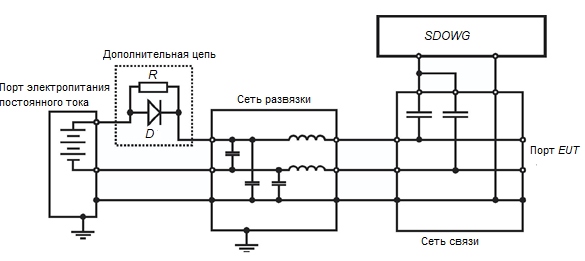 SDOWG
Дополнительная цепь
R
Порт электропитания
постоянного тока
Сеть развязки
D
Порт EUT
Сеть связи